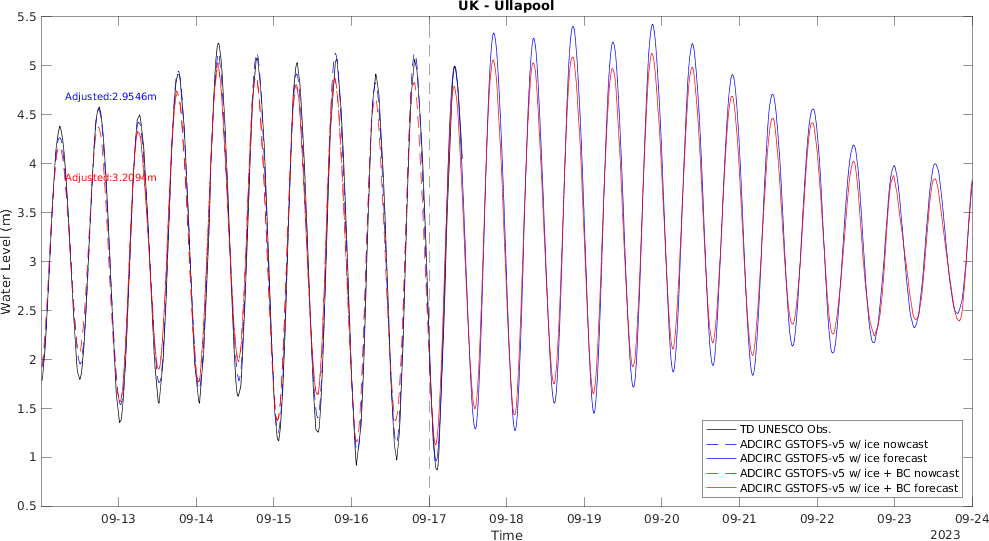 UK - Ullapool
Water Level (m)
5.5
5
4.5
4
3.5
3
2.5
2
1.5
1
0.5
Adjusted:2.9546m
Adjusted:3.2094m
TD UNESCO Obs.
ADCIRC GSTOFS-v5 w/ ice nowcast
ADCIRC GSTOFS-v5 w/ ice forecast
ADCIRC GSTOFS-v5 w/ ice + BC nowcast
ADCIRC GSTOFS-v5 w/ ice + BC forecast
09-13 09-14 09-15 09-16 09-17 09-18 09-19 09-20 09-21 09-22 09-23 09-24
Time
2023